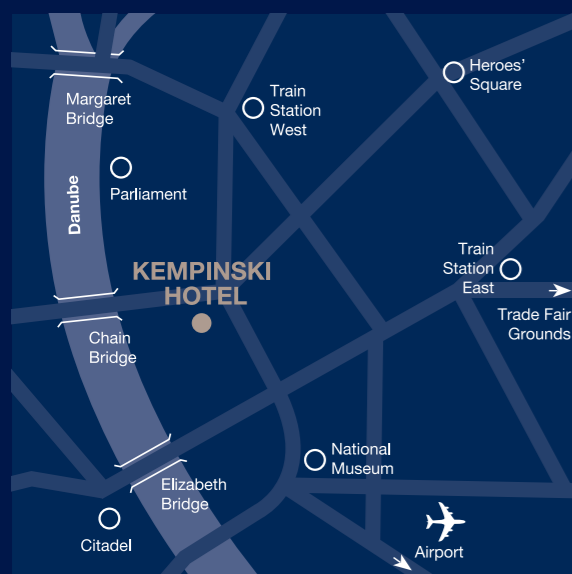 Heroes'
Square
Train
Station
West
Margaret
Bridge
Parliament
Danube
KEMPINSKI
HOTEL
Train
Station
East
Trade Fair
Grounds
Chain
Bridge
National
Museum
Elizabeth
Bridge
Citadel
Airport